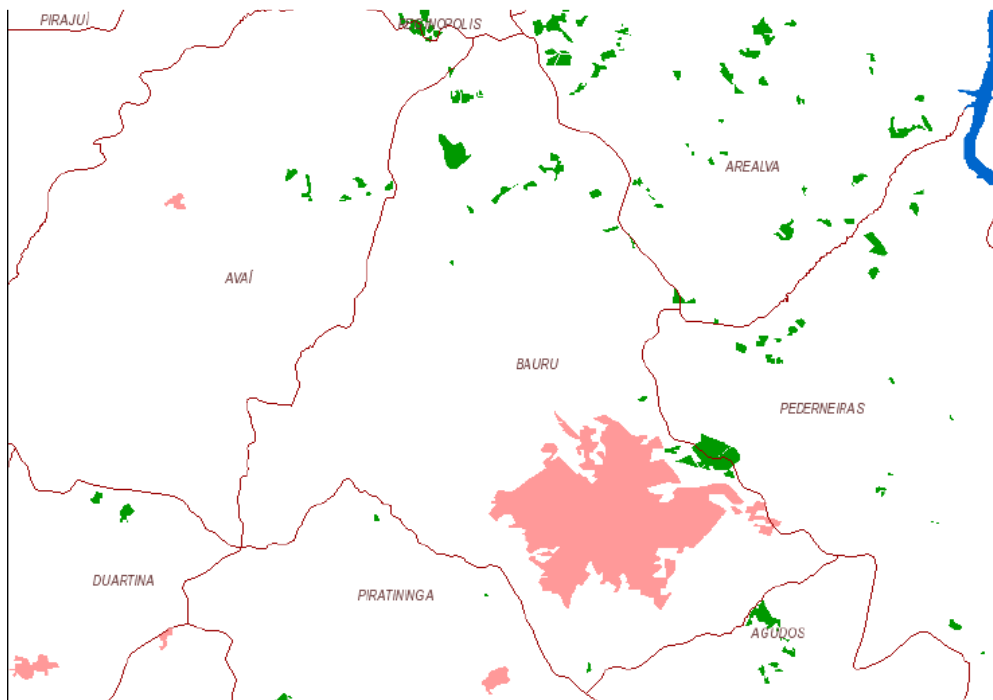 PIRAJUÍ
AREALVA
AVAÍ
BAURU
PEDERNEIRAS
DUARTINA
PIRATININGA
AGUDOS